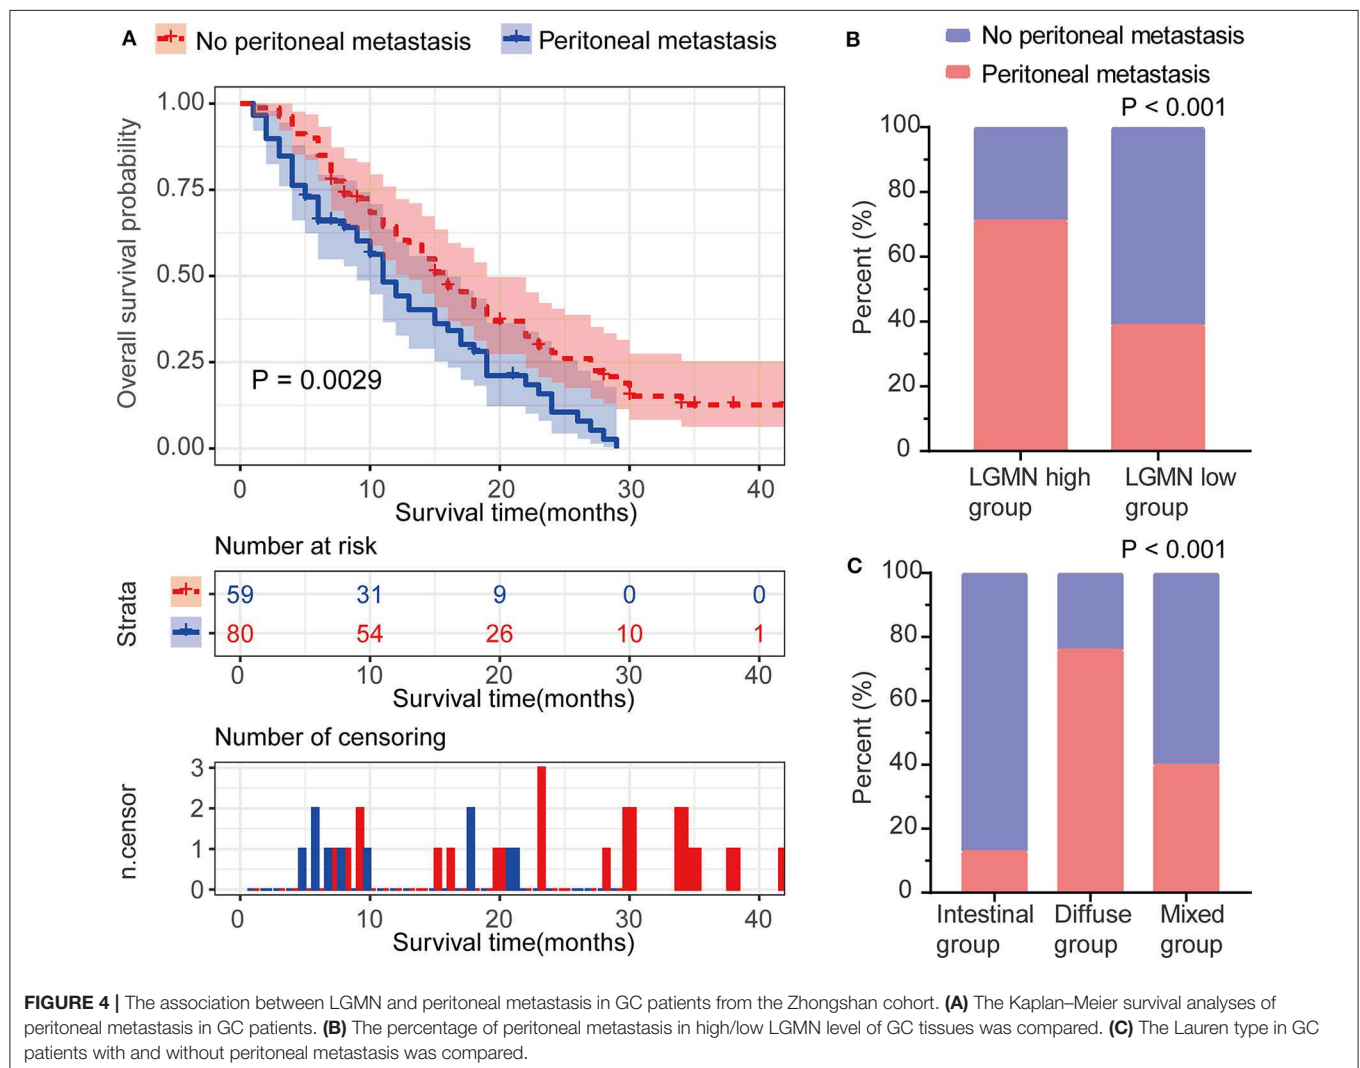 A No peritoneal metastasis Peritoneal metastasis
Overall survival probability
1.00
0.75
0.50
0.25
0.00
P = 0.0029
0 10 20 30 40
Survival time(months)
Number at risk
Strata
59 31 9 0 0
80 54 26 10 1
0 10 20 30 40
Survival time(months)
Number of censoring
n.censor
3
2
1
0
0 10 20 30 40
Survival time(months)
B No peritoneal metastasis
Peritoneal metastasis
P < 0.001
Percent (%)
100
80
60
40
20
0
LGMN high group
LGMN low group
C
P < 0.001
Percent (%)
100
80
60
40
20
0
Intestinal group
Diffuse group
Mixed group
FIGURE 4 | The association between LGMN and peritoneal metastasis in GC patients from the Zhongshan cohort. (A) The Kaplan–Meier survival analyses of
peritoneal metastasis in GC patients. (B) The percentage of peritoneal metastasis in high/low LGMN level of GC tissues was compared. (C) The Lauren type in GC
patients with and without peritoneal metastasis was compared.